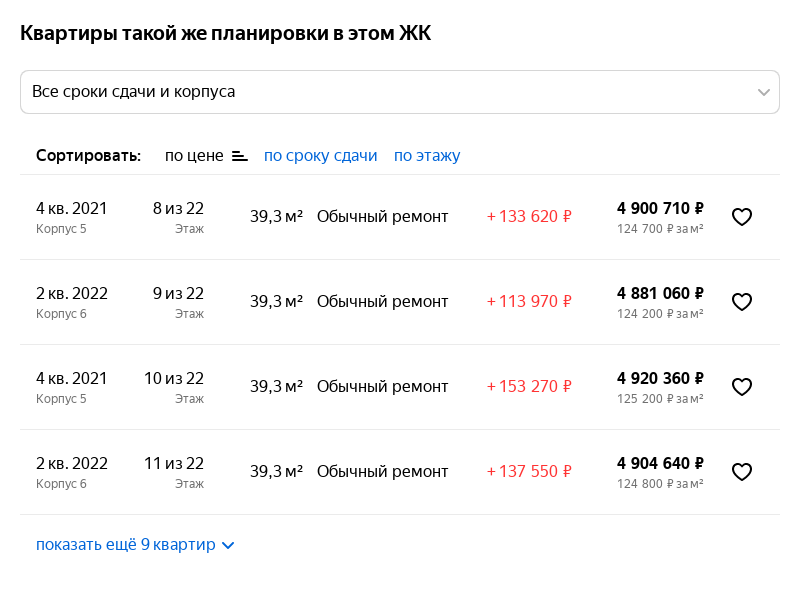 Квартиры такой же планировки в этом ЖК
Все сроки сдачи и корпуса
Сортировать: по цене по сроку сдачи по этажу
4 кв. 2021 8 из 22 39,3 м² Обычный ремонт + 133 620 ₽ 4 900 710 ₽
Корпус 5 Этаж 124 700 ₽ за м²
2 кв. 2022 9 из 22 39,3 м² Обычный ремонт + 113 970 ₽ 4 881 060 ₽
Корпус 6 Этаж 124 200 ₽ за м²
4 кв. 2021 10 из 22 39,3 м² Обычный ремонт + 153 270 ₽ 4 920 360 ₽
Корпус 5 Этаж 125 200 ₽ за м²
2 кв. 2022 11 из 22 39,3 м² Обычный ремонт + 137 550 ₽ 4 904 640 ₽
Корпус 6 Этаж 124 800 ₽ за м²
показать ещё 9 квартир